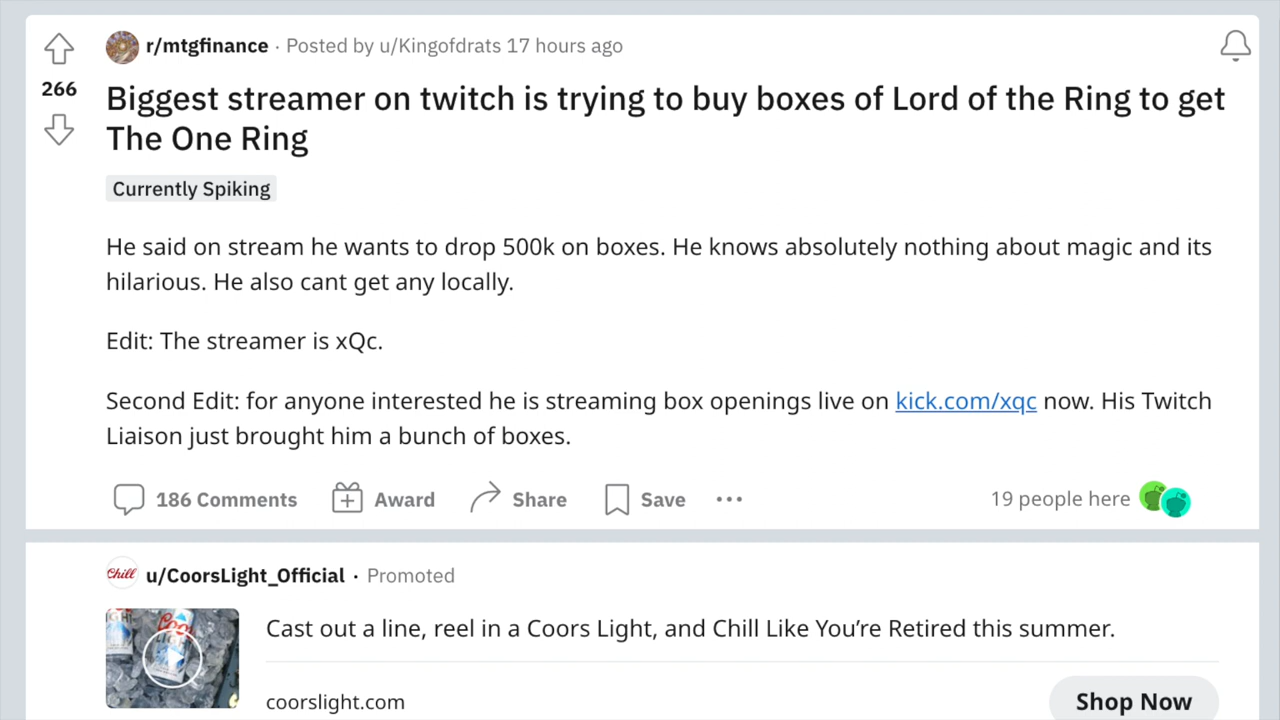 r/mtgfinance · Posted by u/Kingofdrats 17 hours ago
266
Biggest streamer on twitch is trying to buy boxes of Lord of the Ring to get
The One Ring
Currently Spiking
He said on stream he wants to drop 500k on boxes. He knows absolutely nothing about magic and its
hilarious. He also cant get any locally.
Edit: The streamer is xQc.
Second Edit: for anyone interested he is streaming box openings live on kick.com/xqc now. His Twitch
Liaison just brought him a bunch of boxes.
186 Comments Award Share Save ••• 19 people here
Chill u/CoorsLight_Official · Promoted
Cast out a line, reel in a Coors Light, and Chill Like You’re Retired this summer.
coorslight.com
Shop Now